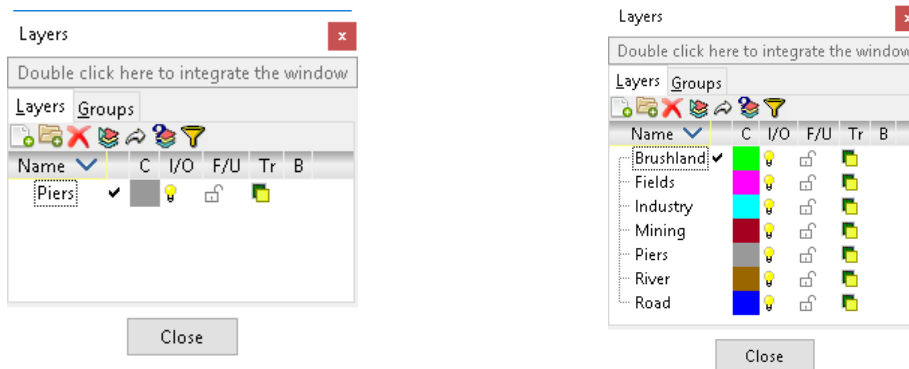 Layers
x
Double click here to integrate the window
Layers Groups
Name C I/O F/U Tr B
Piers
Close
Layers
x
Double click here to integrate the window
Layers Groups
Name C I/O F/U Tr B
Brushland
Fields
Industry
Mining
Piers
River
Road
Close